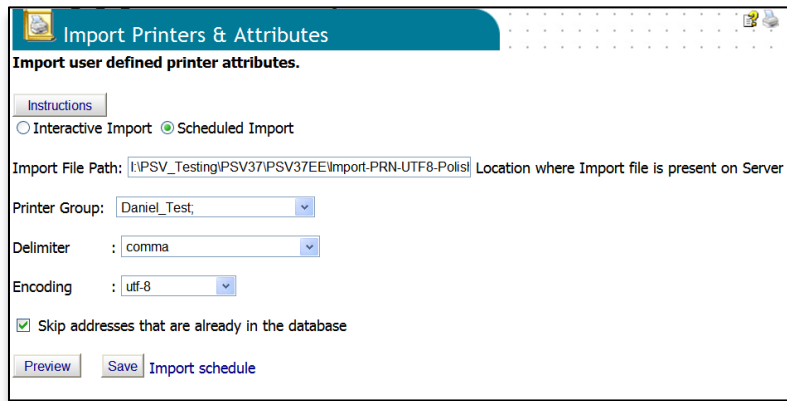 Import Printers & Attributes
Import user defined printer attributes.
Instructions
Interactive Import Scheduled Import
Import File Path: I:\PSV_Testing\PSV37\PSV37EE\Import-PRN-UTF8-Polish Location where Import file is present on Server
Printer Group: Daniel_Test;
Delimiter : comma
Encoding : utf-8
Skip addresses that are already in the database
Preview Save Import schedule